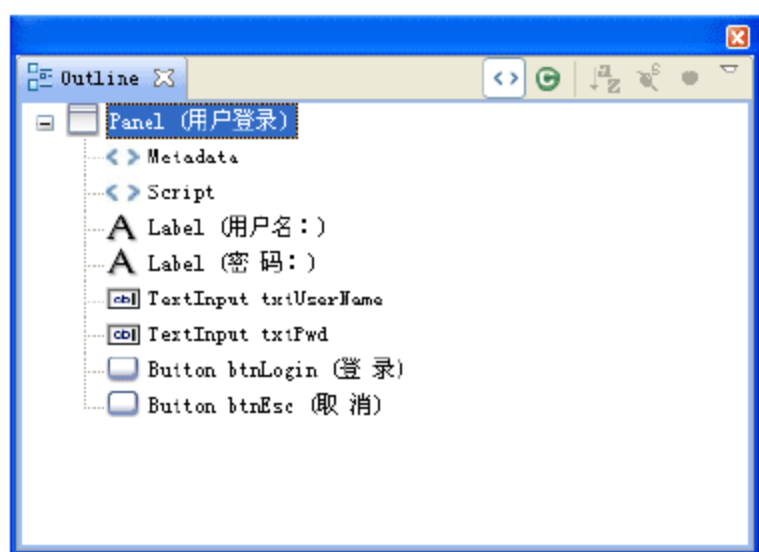 Outline
Panel (用户登录)
Metadata
Script
Label (用户名：)
Label (密 码：)
TextInput txtUserName
TextInput txtPwd
Button btnLogin (登 录)
Button btnEsc (取 消)